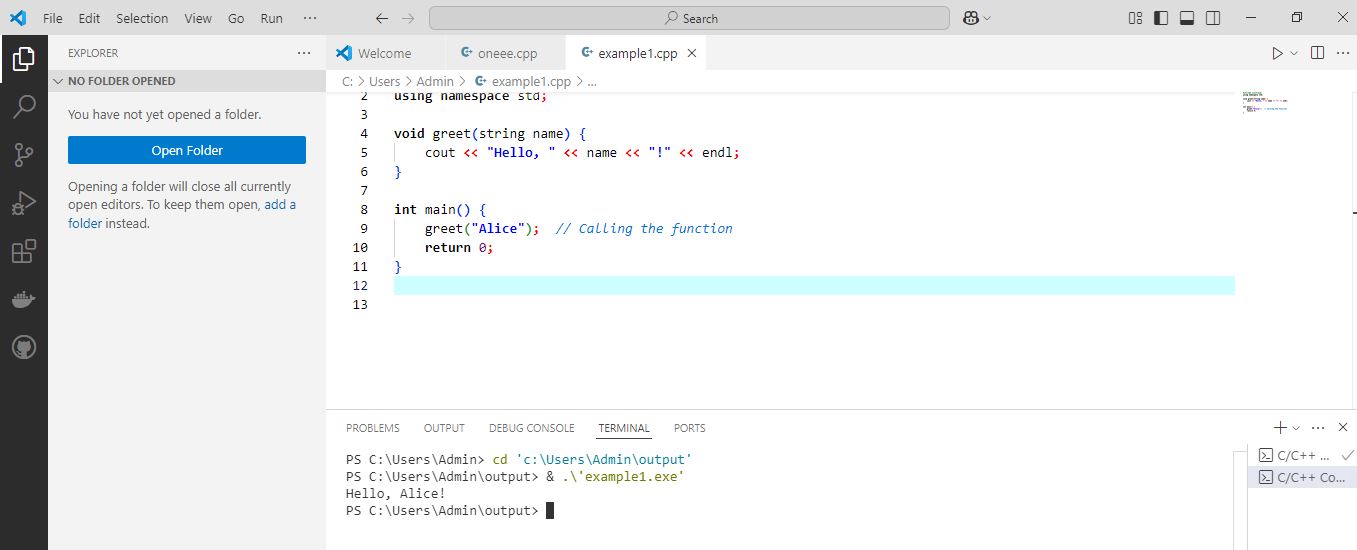 File Edit Selection View Go Run ··· Search
EXPLORER ···
NO FOLDER OPENED
You have not yet opened a folder.
Open Folder
Opening a folder will close all currently
open editors. To keep them open, add a
folder instead.
Welcome oneee.cpp example1.cpp
C: > Users > Admin > example1.cpp > ...
2 using namespace std;
3
4 void greet(string name) {
5 cout << "Hello, " << name << "!" << endl;
6 }
7
8 int main() {
9 greet("Alice");  // Calling the function
10 return 0;
11 }
12
13
PROBLEMS OUTPUT DEBUG CONSOLE TERMINAL PORTS
PS C:\Users\Admin> cd 'c:\Users\Admin\output'
PS C:\Users\Admin\output> & .\'example1.exe'
Hello, Alice!
PS C:\Users\Admin\output>
C/C++ ...
C/C++ Co...